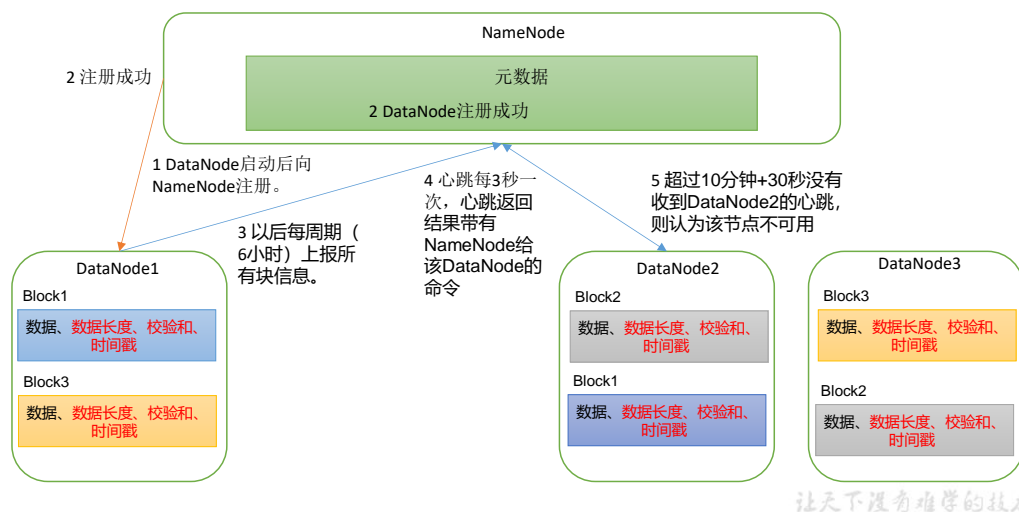 NameNode
元数据
2 DataNode注册成功
2 注册成功
1 DataNode启动后向
NameNode注册。
3 以后每周期（
6小时）上报所
有块信息。
4 心跳每3秒一
次，心跳返回
结果带有
NameNode给
该DataNode的
命令
5 超过10分钟+30秒没有
收到DataNode2的心跳，
则认为该节点不可用
DataNode1
Block1
数据、数据长度、校验和、
时间戳
Block3
数据、数据长度、校验和、
时间戳
DataNode2
Block2
数据、数据长度、校验和、
时间戳
Block1
数据、数据长度、校验和、
时间戳
DataNode3
Block3
数据、数据长度、校验和、
时间戳
Block2
数据、数据长度、校验和、
时间戳
让天下没有难学的技